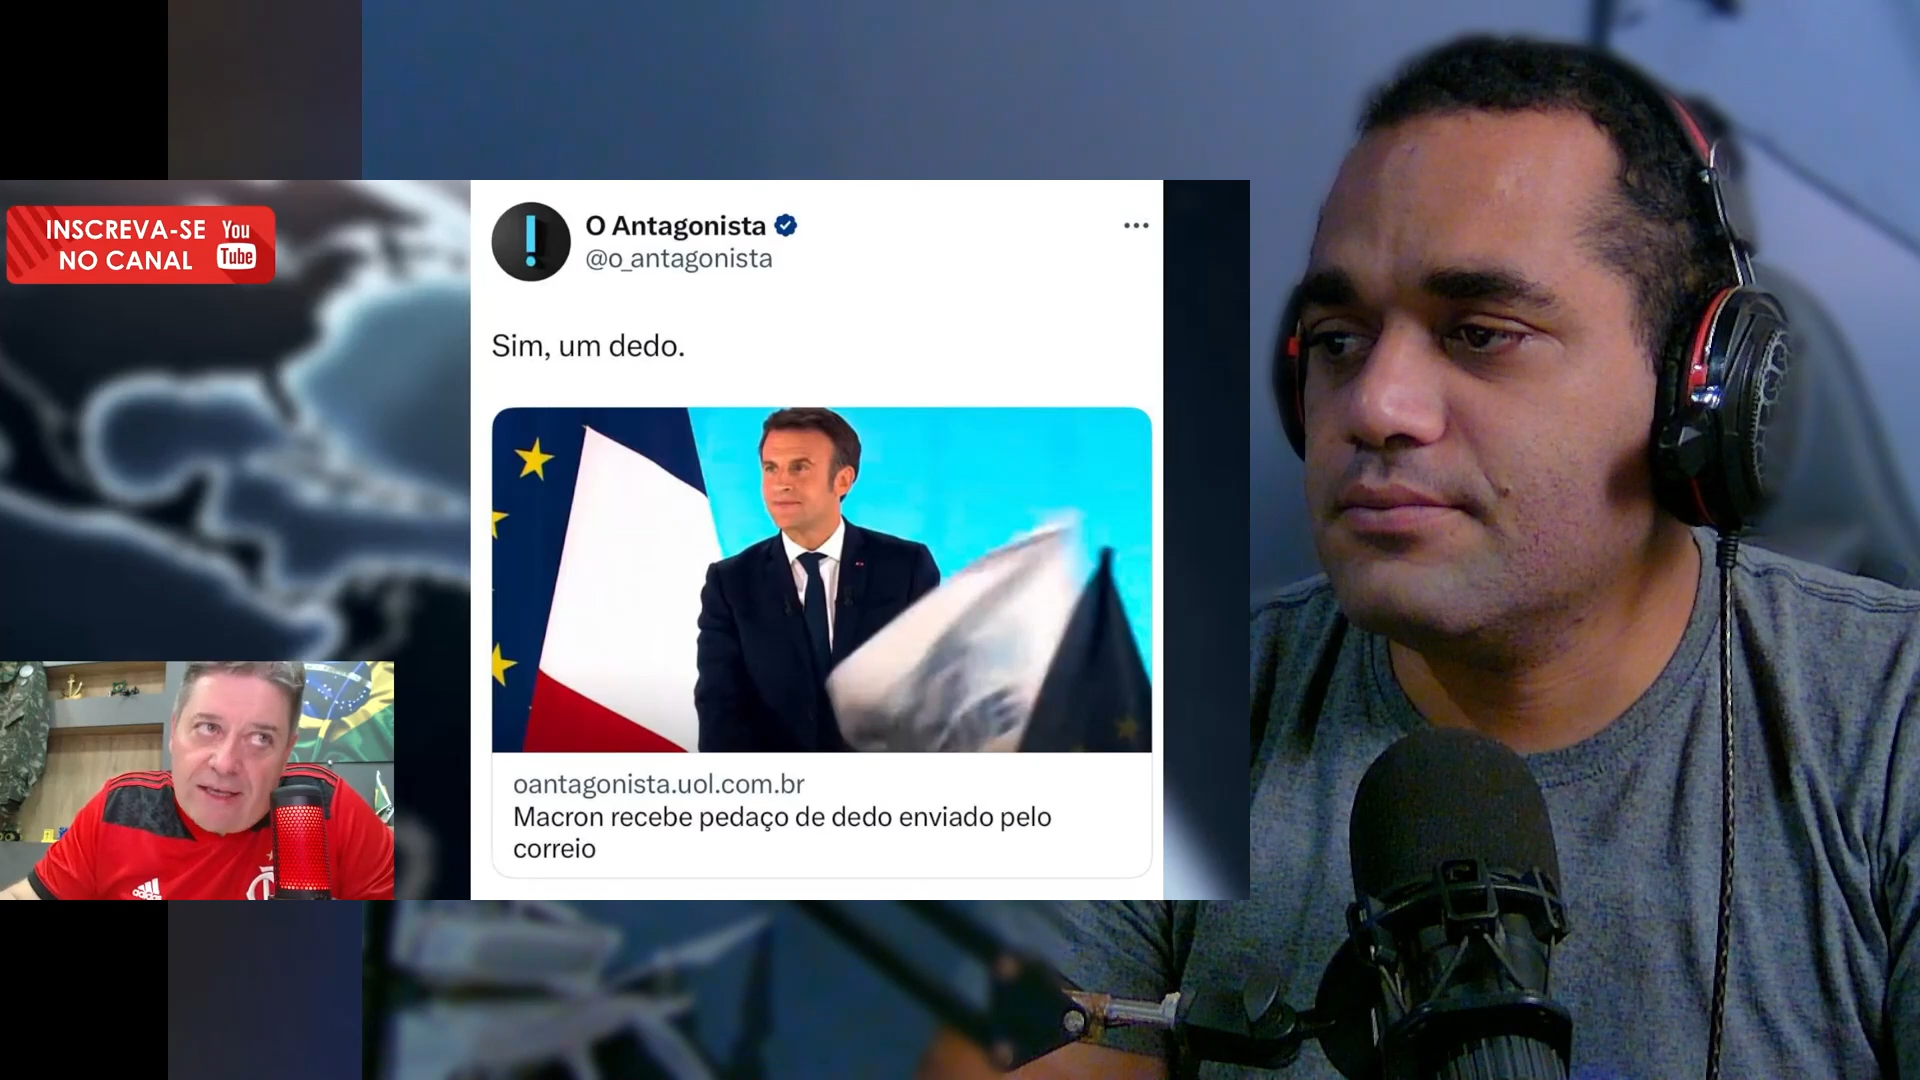 INSCREVA-SE
NO CANAL
You
Tube
O Antagonista
@o_antagonista
Sim, um dedo.
oantagonista.uol.com.br
Macron recebe pedaço de dedo enviado pelo
correio